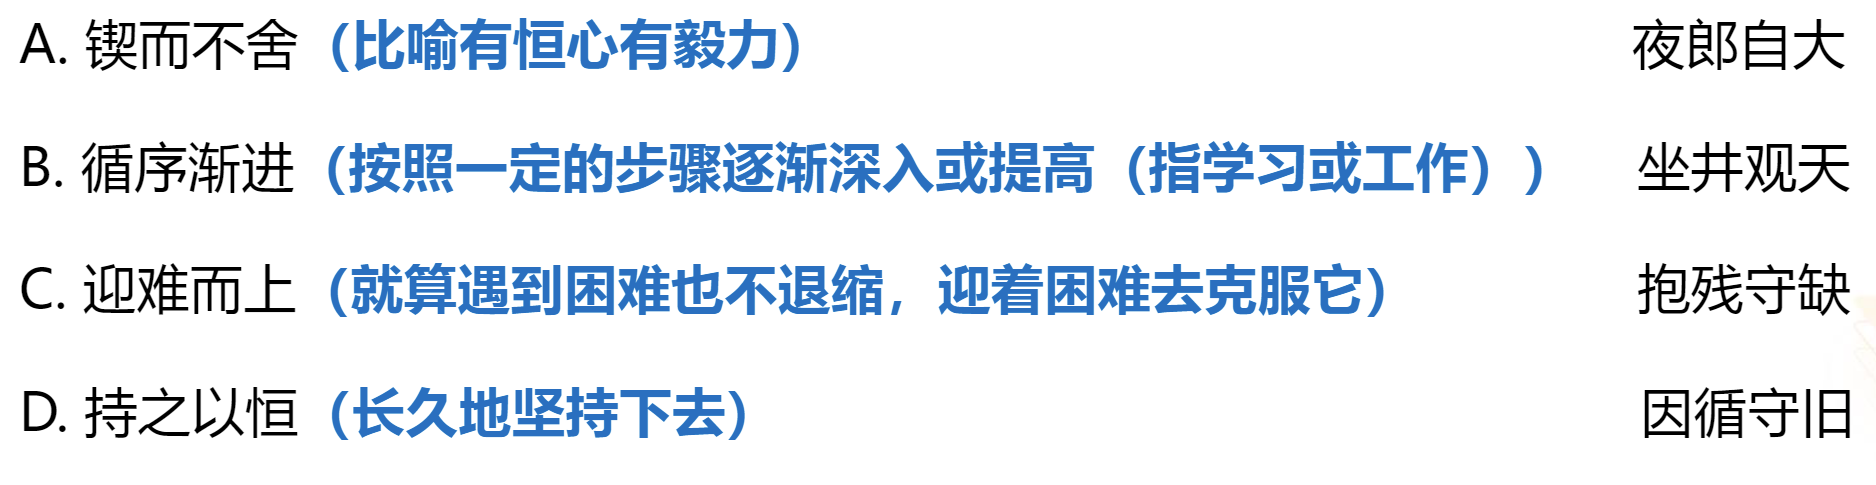 A. 锲而不舍（比喻有恒心有毅力） 夜郎自大
B. 循序渐进（按照一定的步骤逐渐深入或提高（指学习或工作）） 坐井观天
C. 迎难而上（就算遇到困难也不退缩，迎着困难去克服它） 抱残守缺
D. 持之以恒（长久地坚持下去） 因循守旧